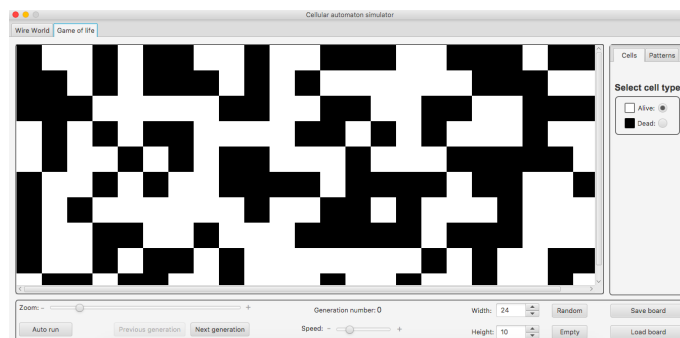 Cellular automaton simulator
Wire World Game of life
Cells Patterns
Select cell type
Alive:
Dead:
Zoom: - +
Generation number: 0
Width: 24
Random
Save board
Auto run
Previous generation
Next generation
Speed: - +
Height: 10
Empty
Load board